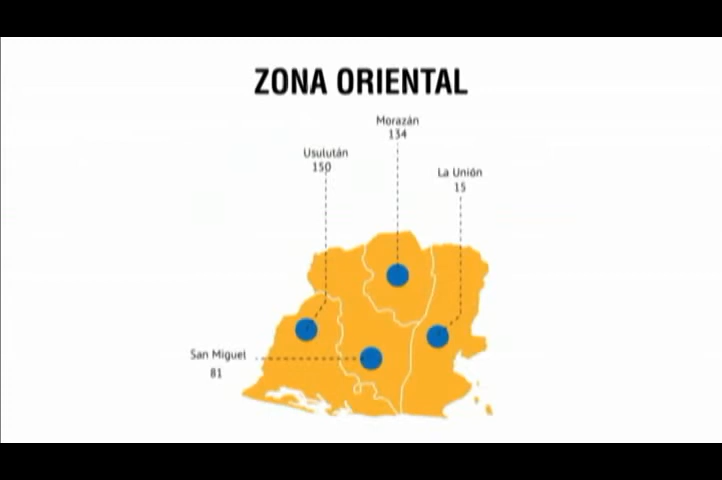 ZONA ORIENTAL
Morazán
134
Usulután
150
La Unión
15
San Miguel
81